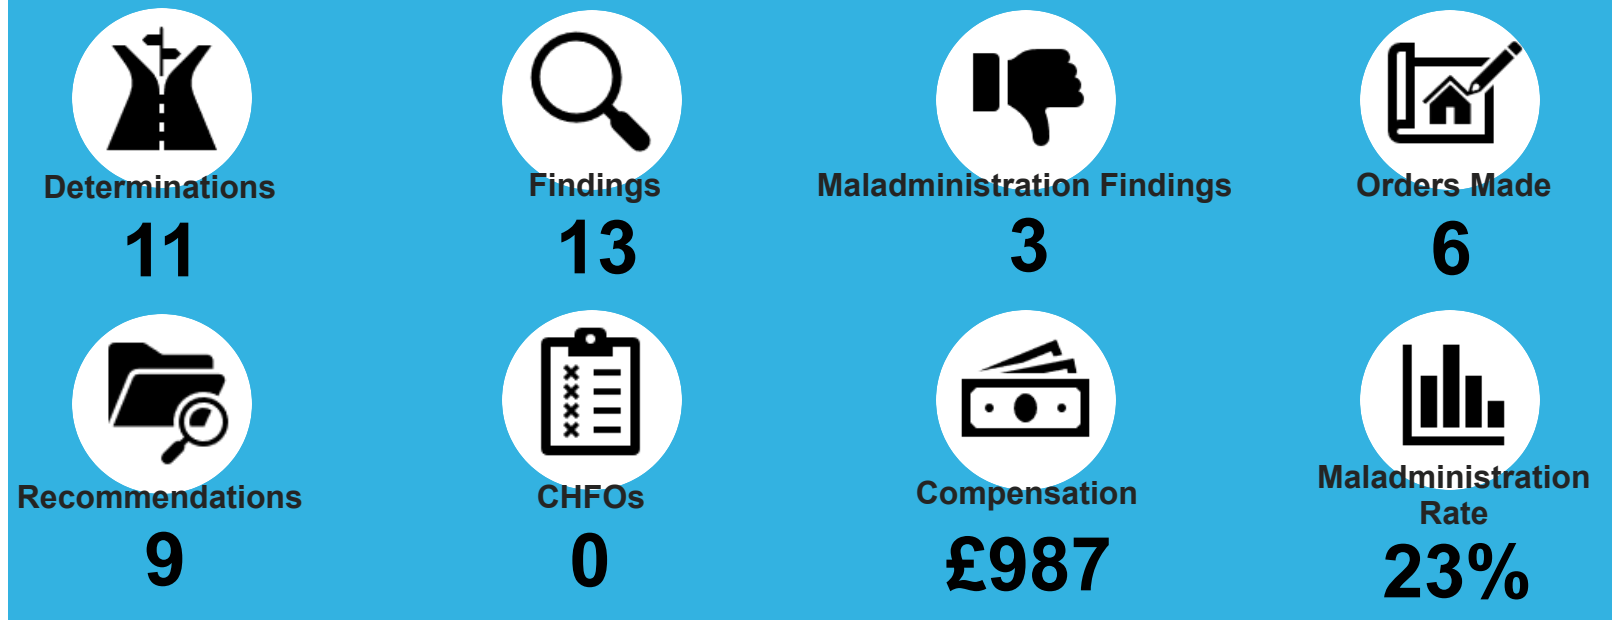 Determinations
11
Findings
13
Maladministration Findings
3
Orders Made
6
Recommendations
9
CHFOs
0
Compensation
£987
Maladministration
Rate
23%